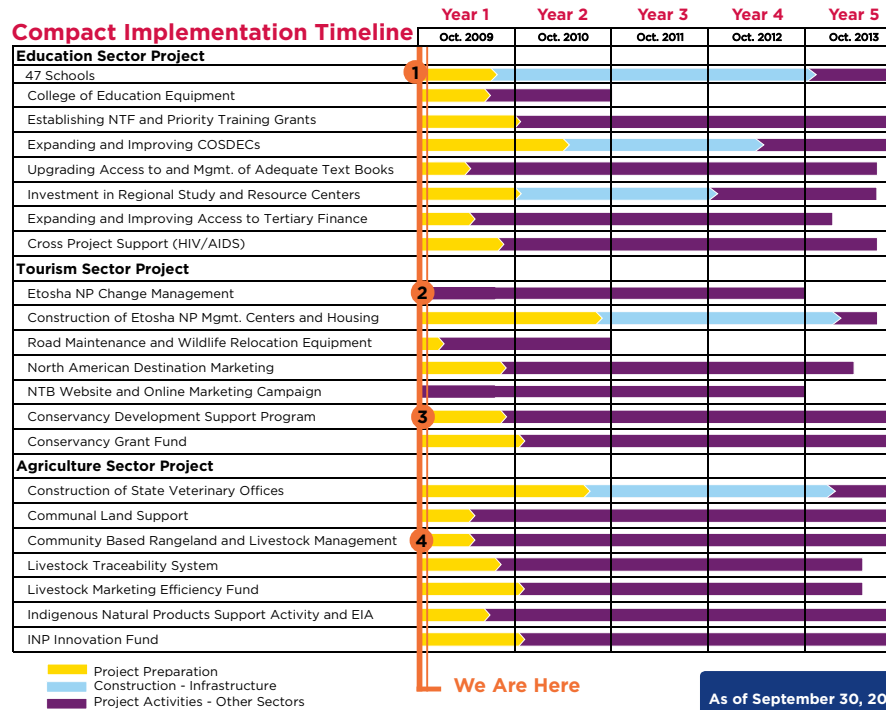 Year 1 Year 2 Year 3 Year 4 Year 5
Compact Implementation Timeline
Oct. 2009 Oct. 2010 Oct. 2011 Oct. 2012 Oct. 2013
Education Sector Project
47 Schools
1
College of Education Equipment
Establishing NTF and Priority Training Grants
Expanding and Improving COSDECs
Upgrading Access to and Mgmt. of Adequate Text Books
Investment in Regional Study and Resource Centers
Expanding and Improving Access to Tertiary Finance
Cross Project Support (HIV/AIDS)
Tourism Sector Project
Etosha NP Change Management
2
Construction of Etosha NP Mgmt. Centers and Housing
Road Maintenance and Wildlife Relocation Equipment
North American Destination Marketing
NTB Website and Online Marketing Campaign
Conservancy Development Support Program
3
Conservancy Grant Fund
Agriculture Sector Project
Construction of State Veterinary Offices
Communal Land Support
Community Based Rangeland and Livestock Management
4
Livestock Traceability System
Livestock Marketing Efficiency Fund
Indigenous Natural Products Support Activity and EIA
INP Innovation Fund
Project Preparation
Construction - Infrastructure
Project Activities - Other Sectors
We Are Here
As of September 30, 20